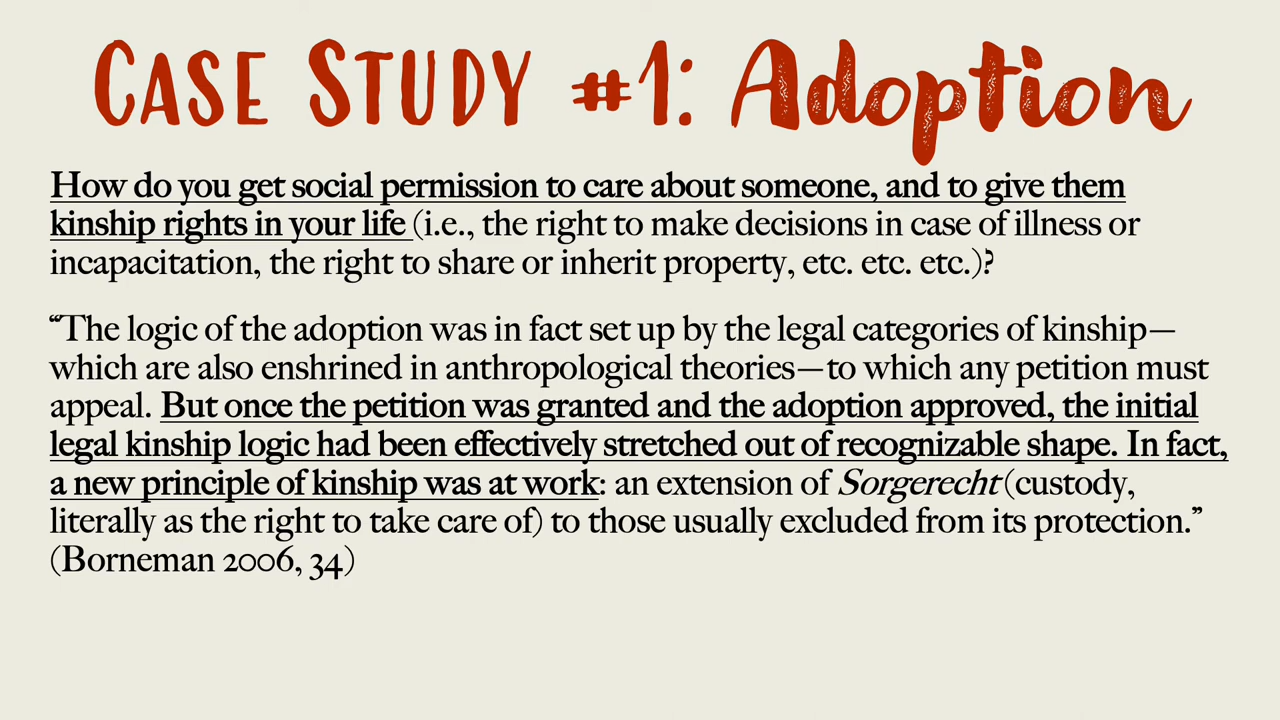 CASE STUDY #1: Adoption
How do you get social permission to care about someone, and to give them
kinship rights in your life (i.e., the right to make decisions in case of illness or
incapacitation, the right to share or inherit property, etc. etc. etc.)?
“The logic of the adoption was in fact set up by the legal categories of kinship—
which are also enshrined in anthropological theories—to which any petition must
appeal. But once the petition was granted and the adoption approved, the initial
legal kinship logic had been effectively stretched out of recognizable shape. In fact,
a new principle of kinship was at work: an extension of Sorgerecht (custody,
literally as the right to take care of) to those usually excluded from its protection.”
(Borneman 2006, 34)